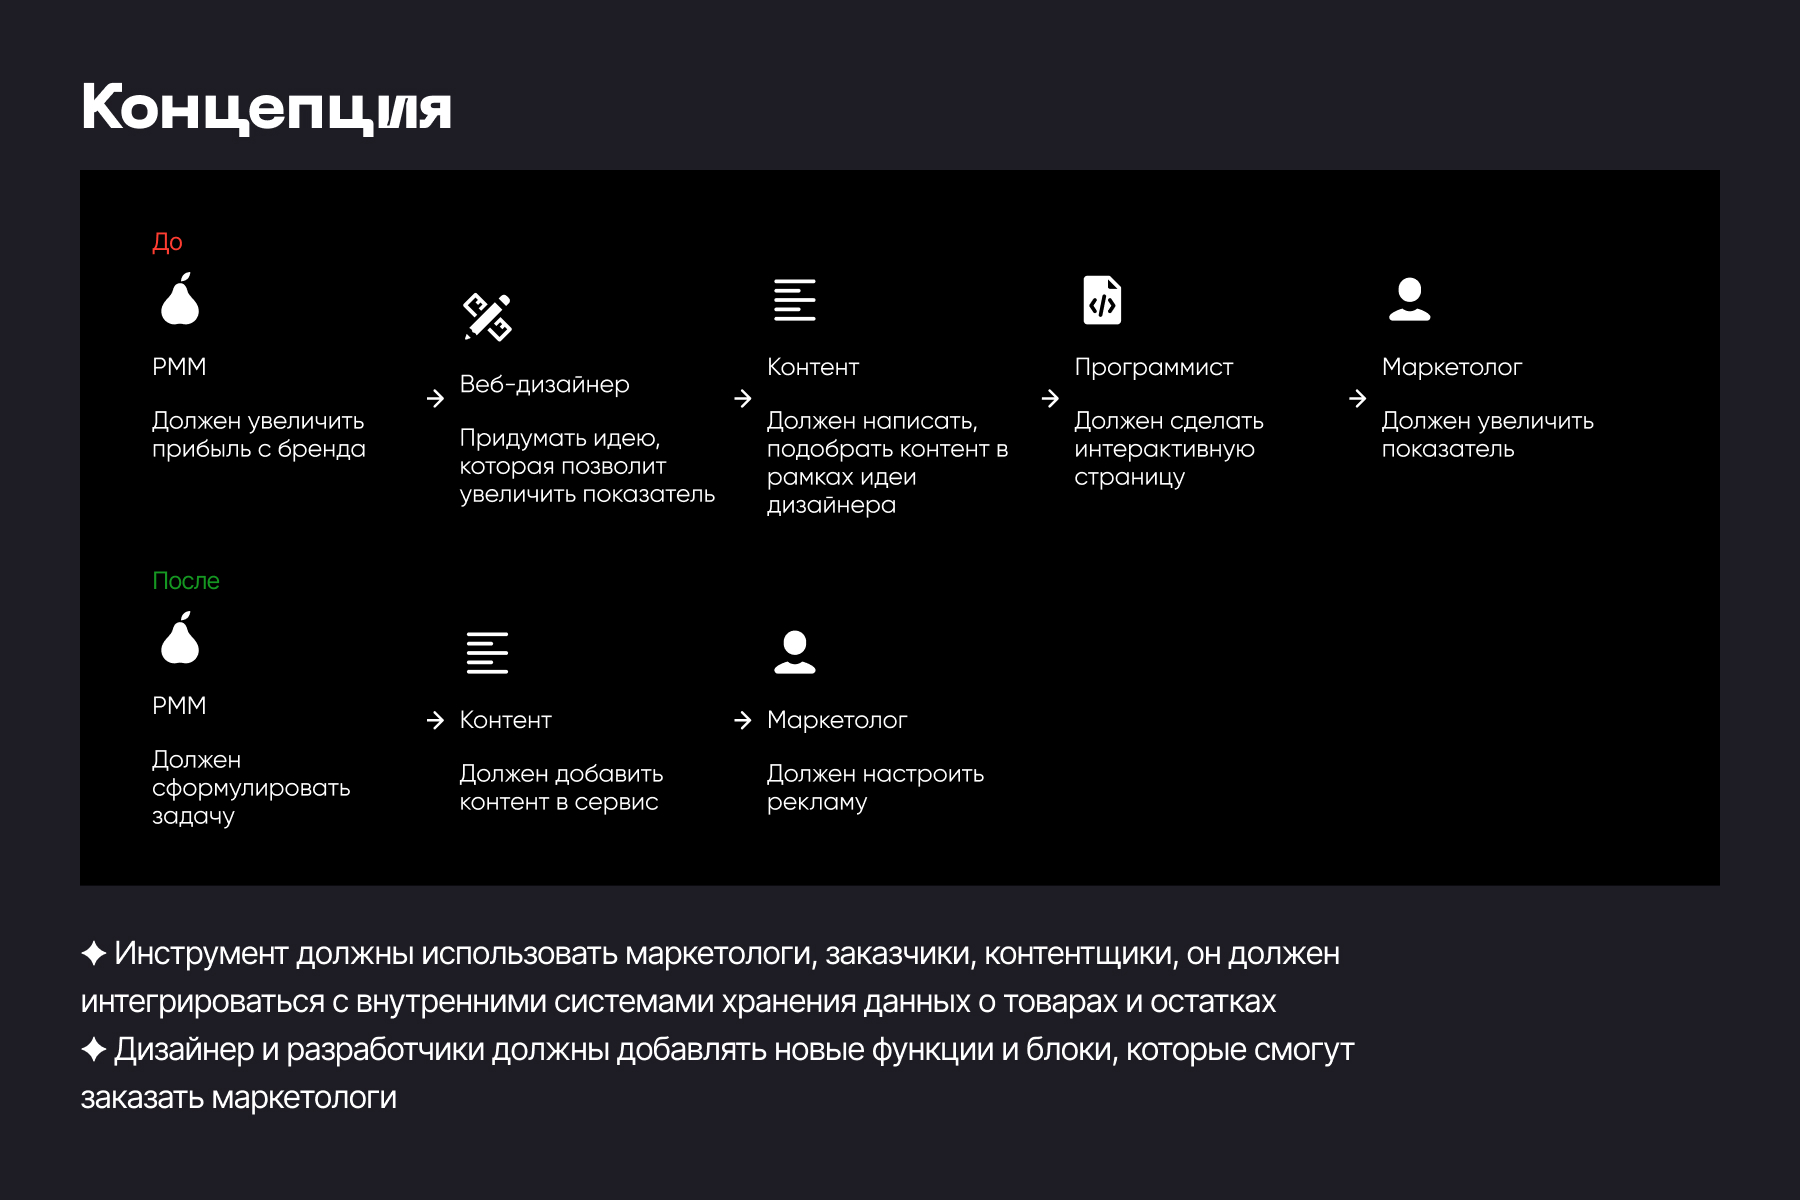 Концепция
До
PMM
Должен увеличить
прибыль с бренда
Веб-дизайнер
Придумать идею,
которая позволит
увеличить показатель
Контент
Должен написать,
подобрать контент в
рамках идеи
дизайнера
Программист
Должен сделать
интерактивную
страницу
Маркетолог
Должен увеличить
показатель
После
PMM
Должен
сформулировать
задачу
Контент
Должен добавить
контент в сервис
Маркетолог
Должен настроить
рекламу
✦ Инструмент должны использовать маркетологи, заказчики, контентщики, он должен
интегрироваться с внутренними системами хранения данных о товарах и остатках
✦ Дизайнер и разработчики должны добавлять новые функции и блоки, которые смогут
заказать маркетологи